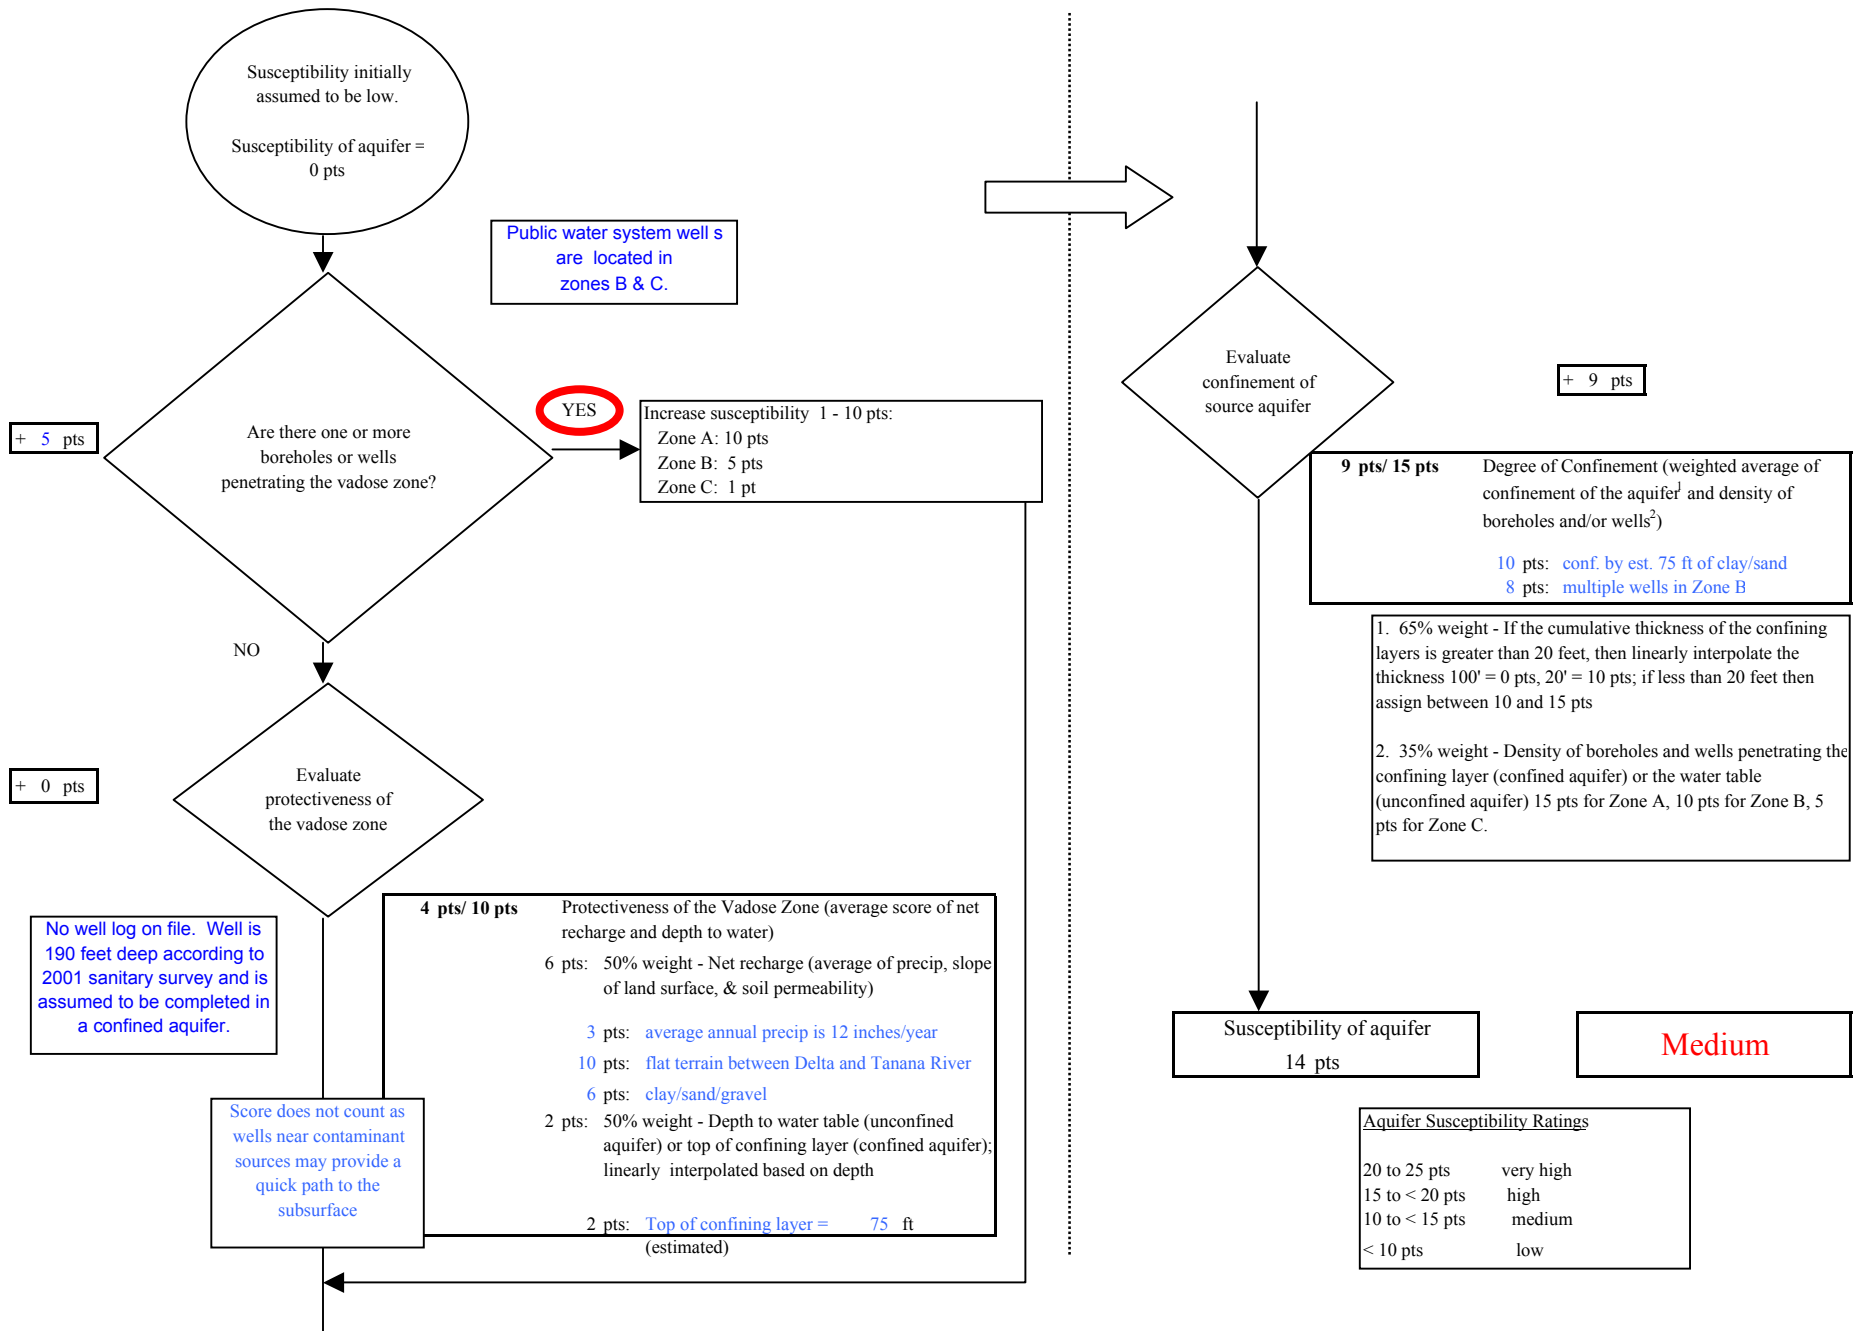 Susceptibility initially
assumed to be low.
Susceptibility of aquifer =
0 pts
Public water system well s
are located in
zones B & C.
+ 5 pts
Are there one or more
boreholes or wells
penetrating the vadose zone?
YES
Increase susceptibility 1 - 10 pts:
Zone A: 10 pts
Zone B: 5 pts
Zone C: 1 pt
NO
+ 0 pts
Evaluate
protectiveness of
the vadose zone
No well log on file. Well is
190 feet deep according to
2001 sanitary survey and is
assumed to be completed in
a confined aquifer.
4 pts/ 10 pts Protectiveness of the Vadose Zone (average score of net
recharge and depth to water)
6 pts: 50% weight - Net recharge (average of precip, slope
of land surface, & soil permeability)
3 pts: average annual precip is 12 inches/year
10 pts: flat terrain between Delta and Tanana River
6 pts: clay/sand/gravel
2 pts: 50% weight - Depth to water table (unconfined
aquifer) or top of confining layer (confined aquifer);
linearly interpolated based on depth
2 pts: Top of confining layer = 75 ft
(estimated)
Score does not count as
wells near contaminant
sources may provide a
quick path to the
subsurface
Evaluate
confinement of
source aquifer
+ 9 pts
9 pts/ 15 pts Degree of Confinement (weighted average of
confinement of the aquifer1 and density of
boreholes and/or wells2)
10 pts: conf. by est. 75 ft of clay/sand
8 pts: multiple wells in Zone B
1. 65% weight - If the cumulative thickness of the confining
layers is greater than 20 feet, then linearly interpolate the
thickness 100' = 0 pts, 20' = 10 pts; if less than 20 feet then
assign between 10 and 15 pts
2. 35% weight - Density of boreholes and wells penetrating the
confining layer (confined aquifer) or the water table
(unconfined aquifer) 15 pts for Zone A, 10 pts for Zone B, 5
pts for Zone C.
Susceptibility of aquifer
14 pts
Medium
Aquifer Susceptibility Ratings
20 to 25 pts very high
15 to < 20 pts high
10 to < 15 pts medium
< 10 pts low